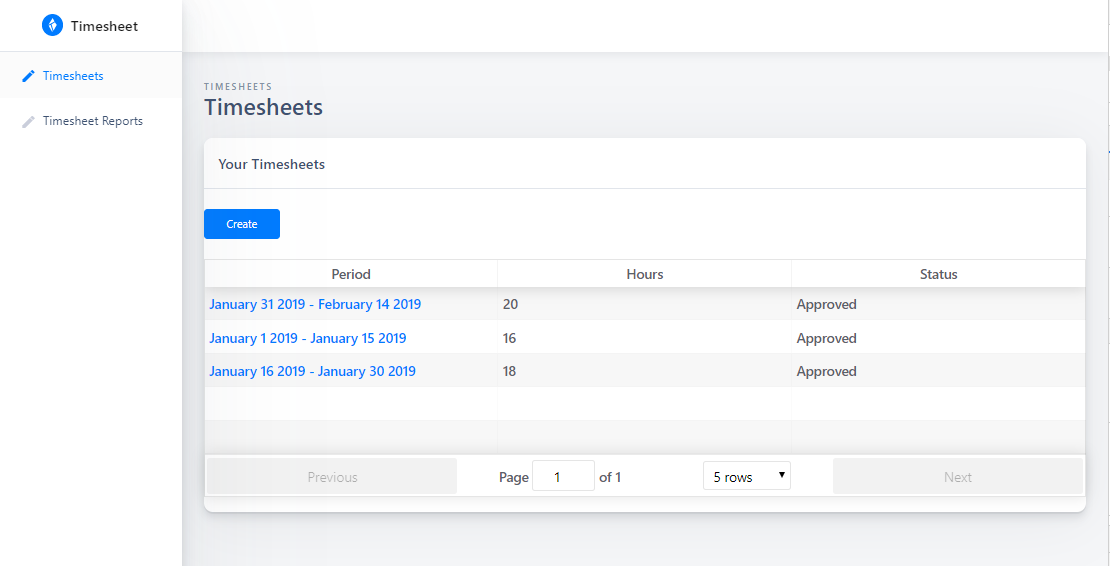 Timesheet
Timesheets
Timesheet Reports
TIMESHEETS
Timesheets
Your Timesheets
Create
Period Hours Status
January 31 2019 - February 14 2019 20 Approved
January 1 2019 - January 15 2019 16 Approved
January 16 2019 - January 30 2019 18 Approved
Previous Page 1 of 1 5 rows Next